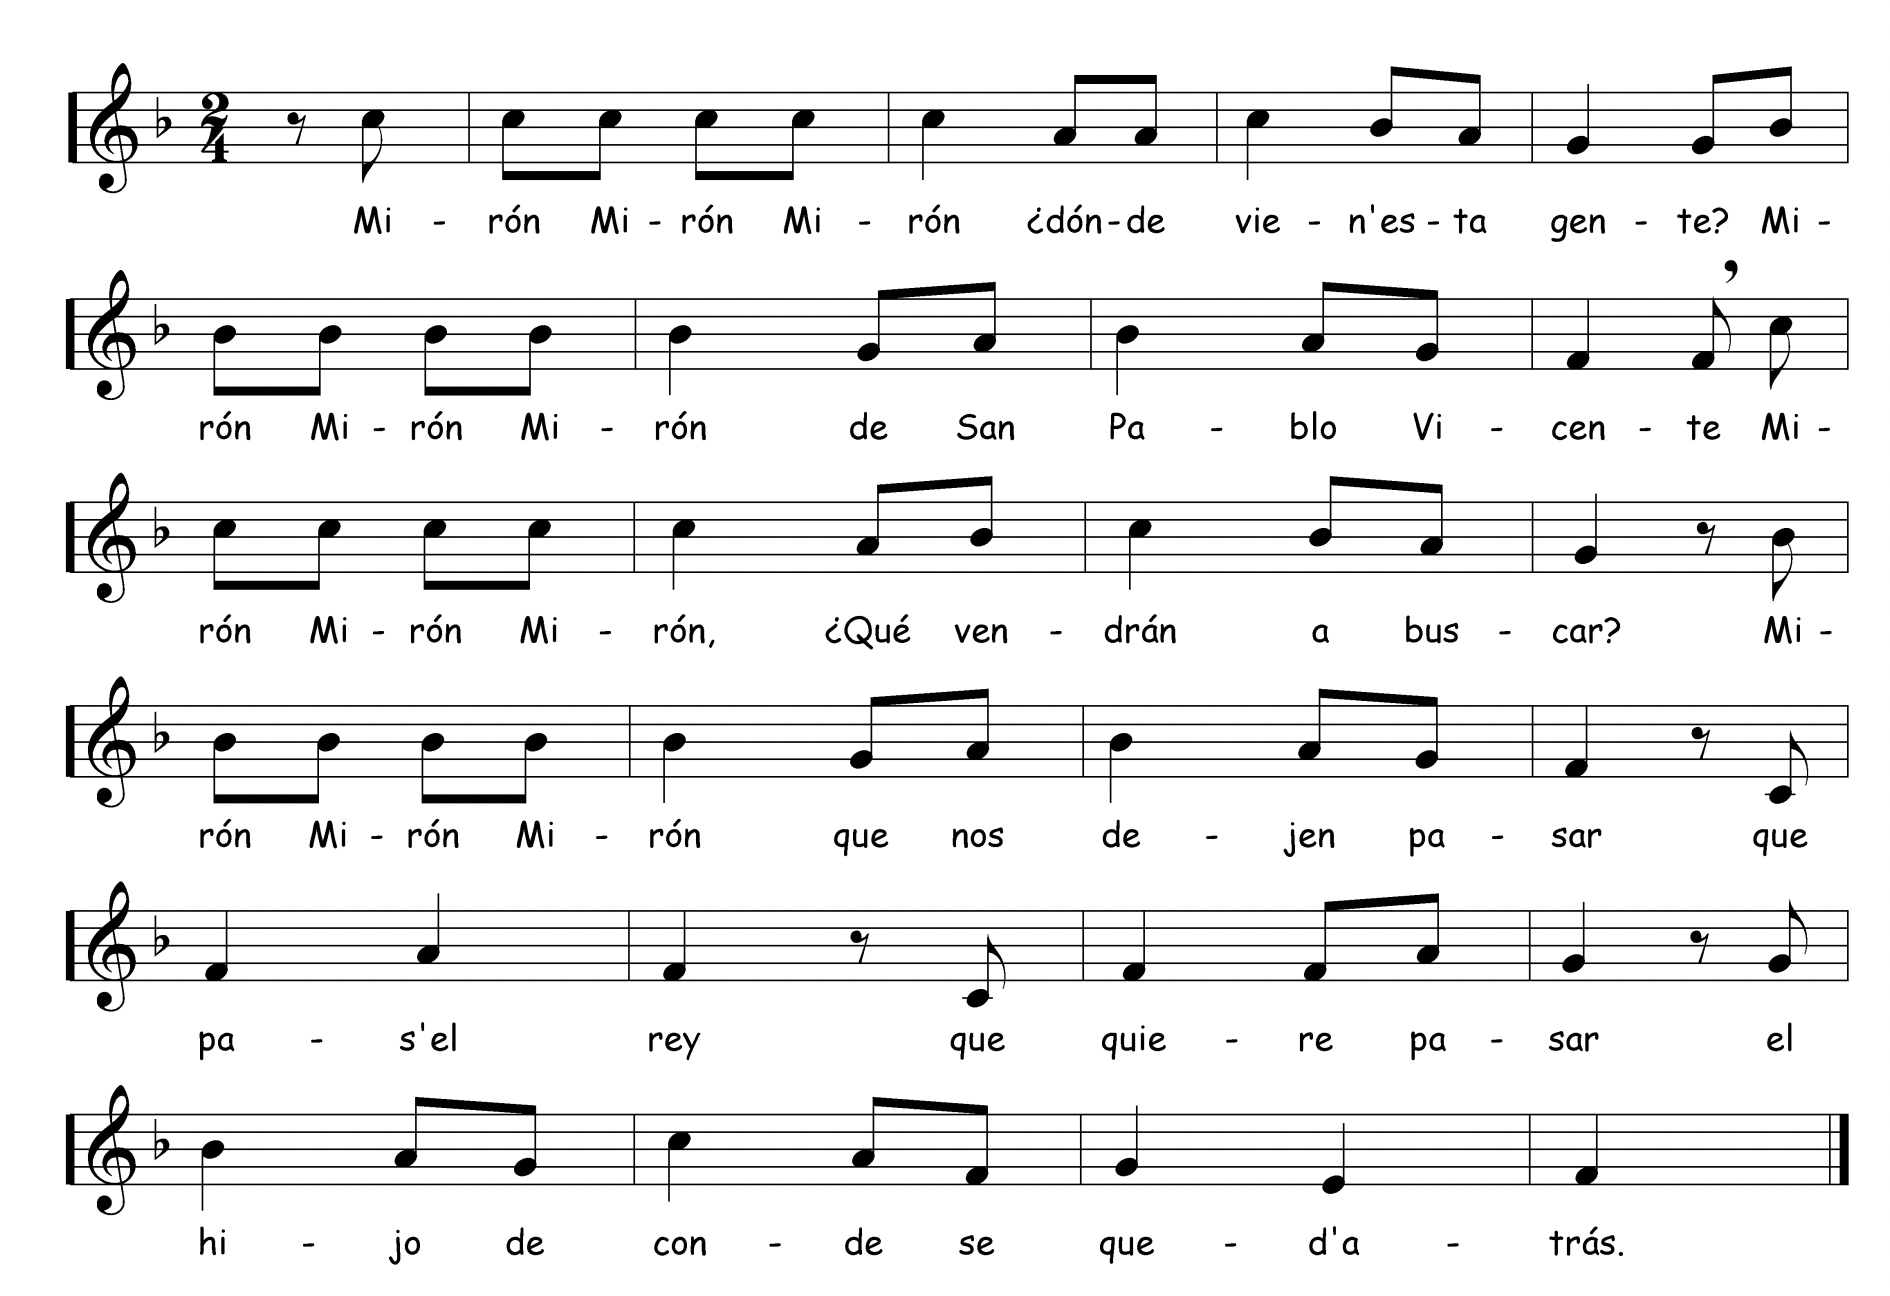 2
4
Mi - rón Mi - rón Mi - rón ¿dón-de vie - n'es - ta gen - te? Mi -
rón Mi - rón Mi - rón de San Pa - blo Vi - cen - te Mi -
rón Mi - rón Mi - rón, ¿Qué ven - drán a bus - car? Mi -
rón Mi - rón Mi - rón que nos de - jen pa - sar que
pa - s'el rey que quie - re pa - sar el
hi - jo de con - de se que - d'a - trás.